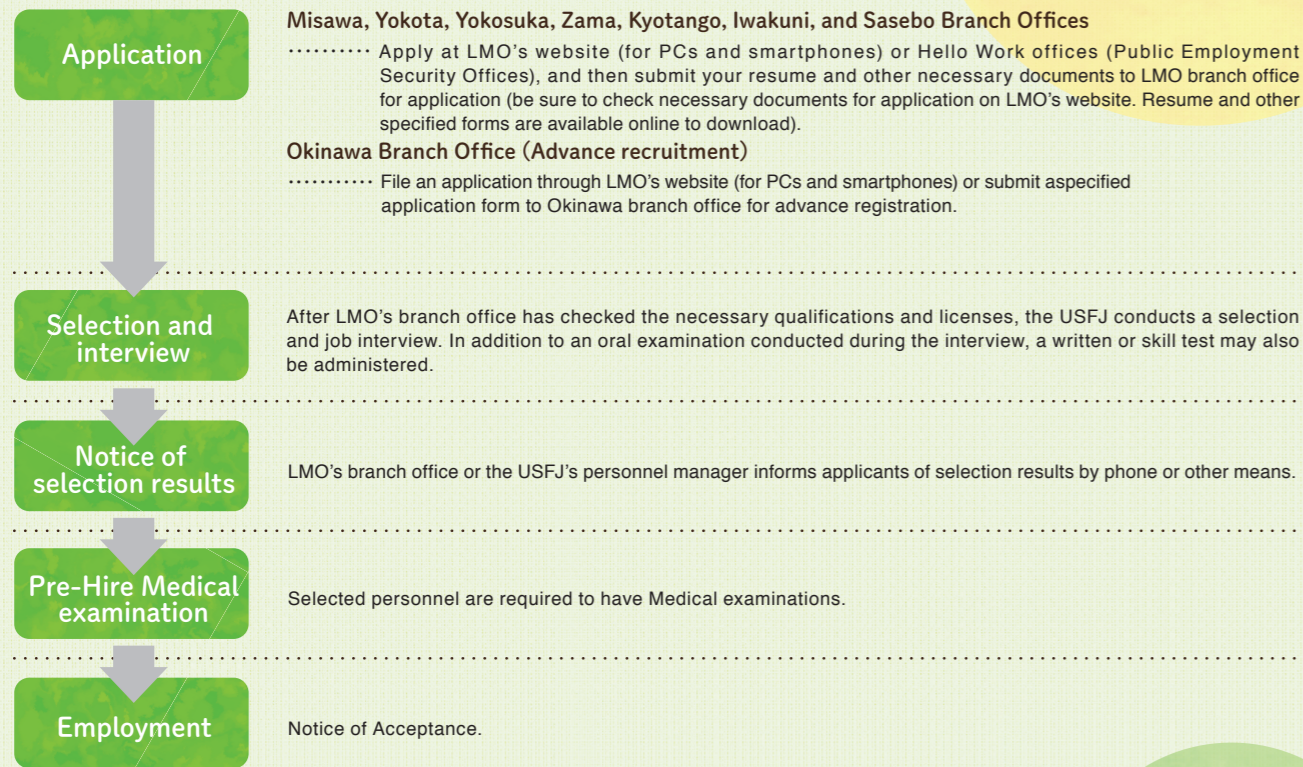 Application
Misawa, Yokota, Yokosuka, Zama, Kyotango, Iwakuni, and Sasebo Branch Offices
·········· Apply at LMO's website (for PCs and smartphones) or Hello Work offices (Public Employment
Security Offices), and then submit your resume and other necessary documents to LMO branch office
for application (be sure to check necessary documents for application on LMO's website. Resume and other
specified forms are available online to download).
Okinawa Branch Office (Advance recruitment)
··········· File an application through LMO's website (for PCs and smartphones) or submit aspecified
application form to Okinawa branch office for advance registration.
Selection and
interview
After LMO's branch office has checked the necessary qualifications and licenses, the USFJ conducts a selection
and job interview. In addition to an oral examination conducted during the interview, a written or skill test may also
be administered.
Notice of
selection results
LMO's branch office or the USFJ's personnel manager informs applicants of selection results by phone or other means.
Pre-Hire Medical
examination
Selected personnel are required to have Medical examinations.
Employment
Notice of Acceptance.